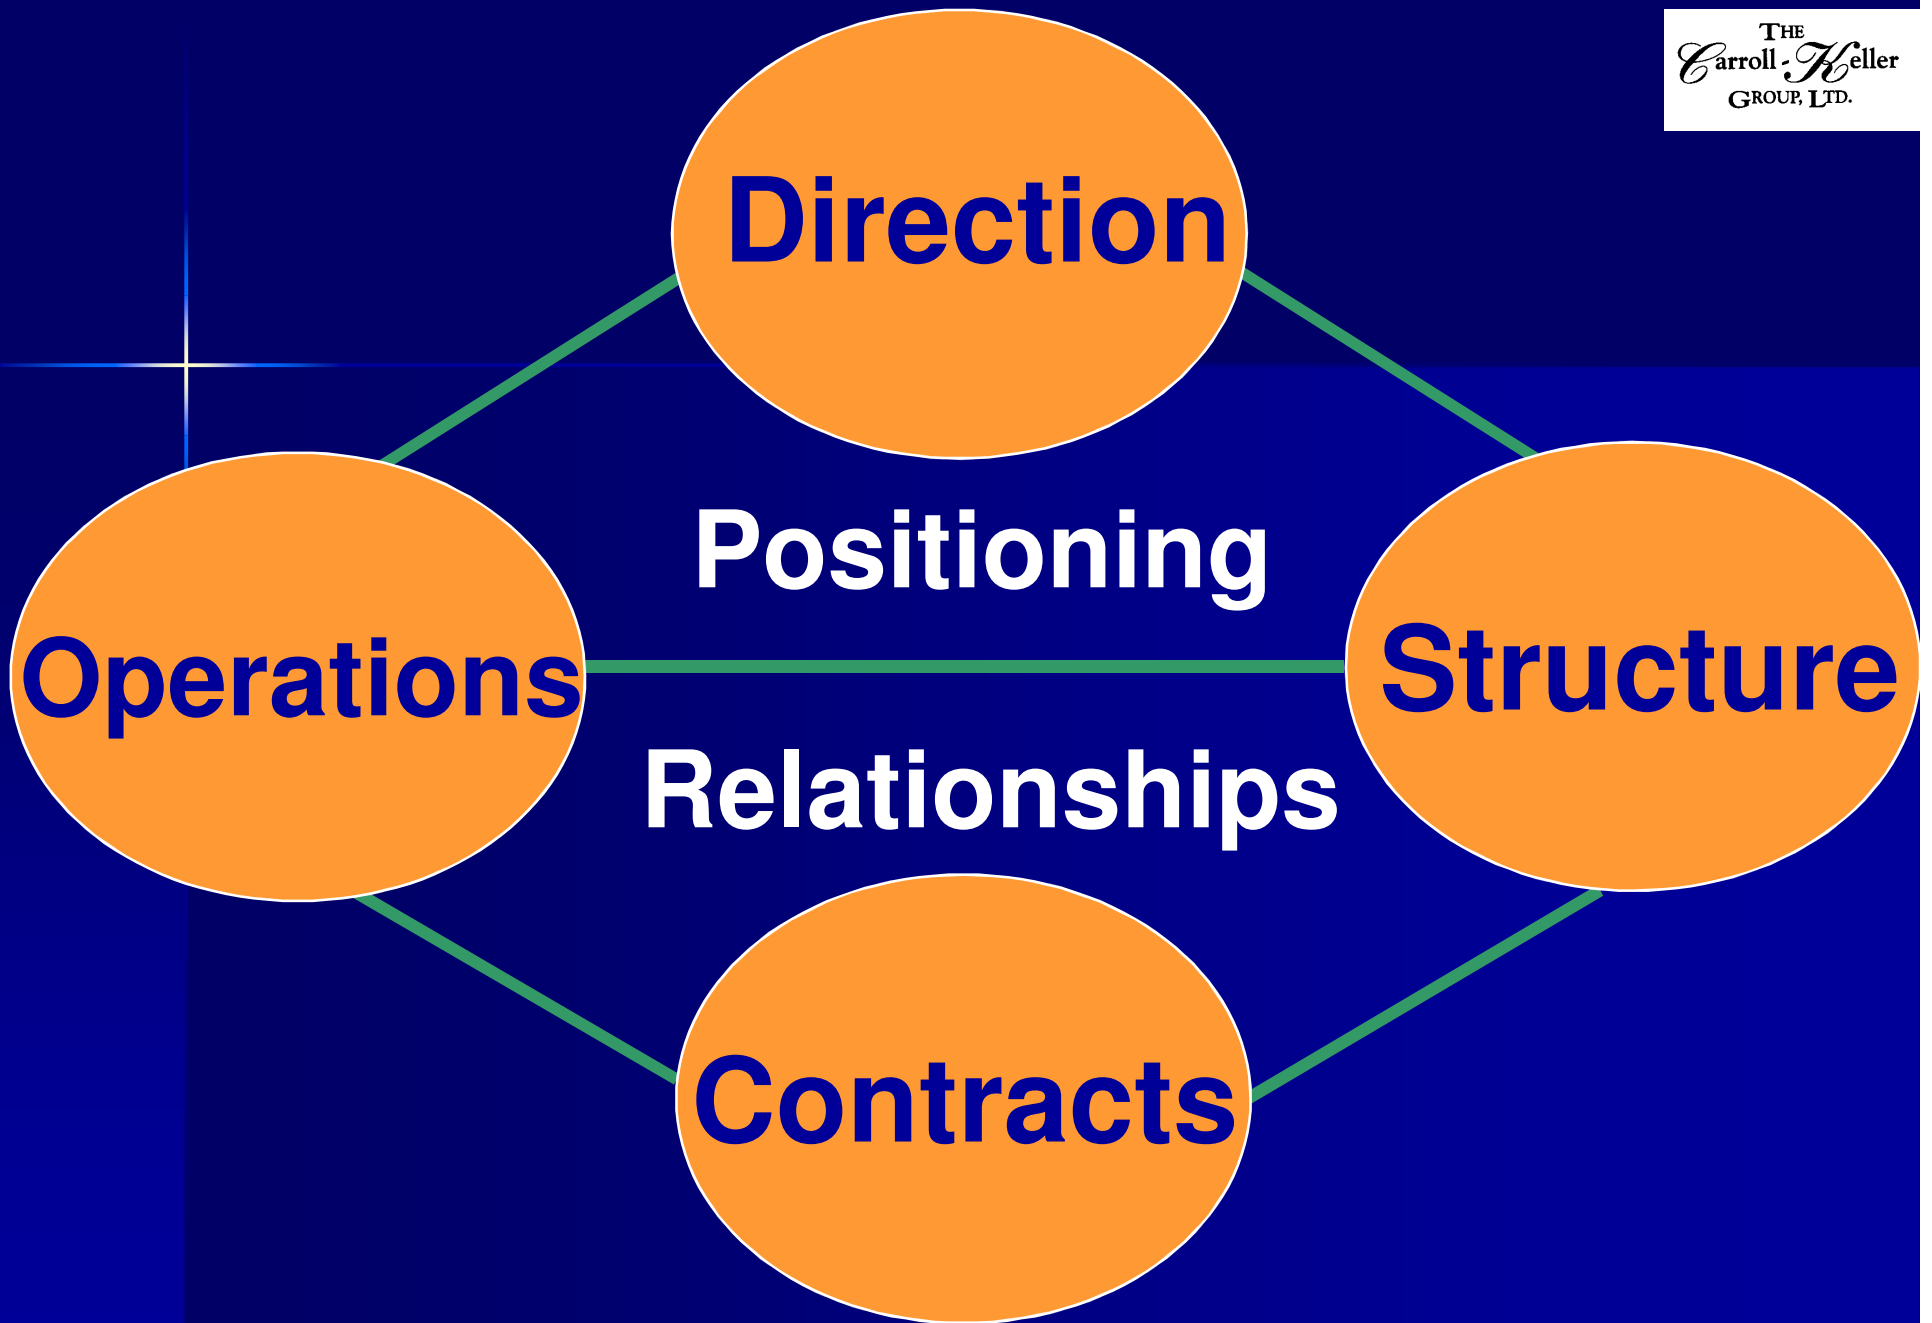 THE
Carroll-Keller
GROUP, LTD.
Direction
Positioning
Operations
Structure
Relationships
Contracts